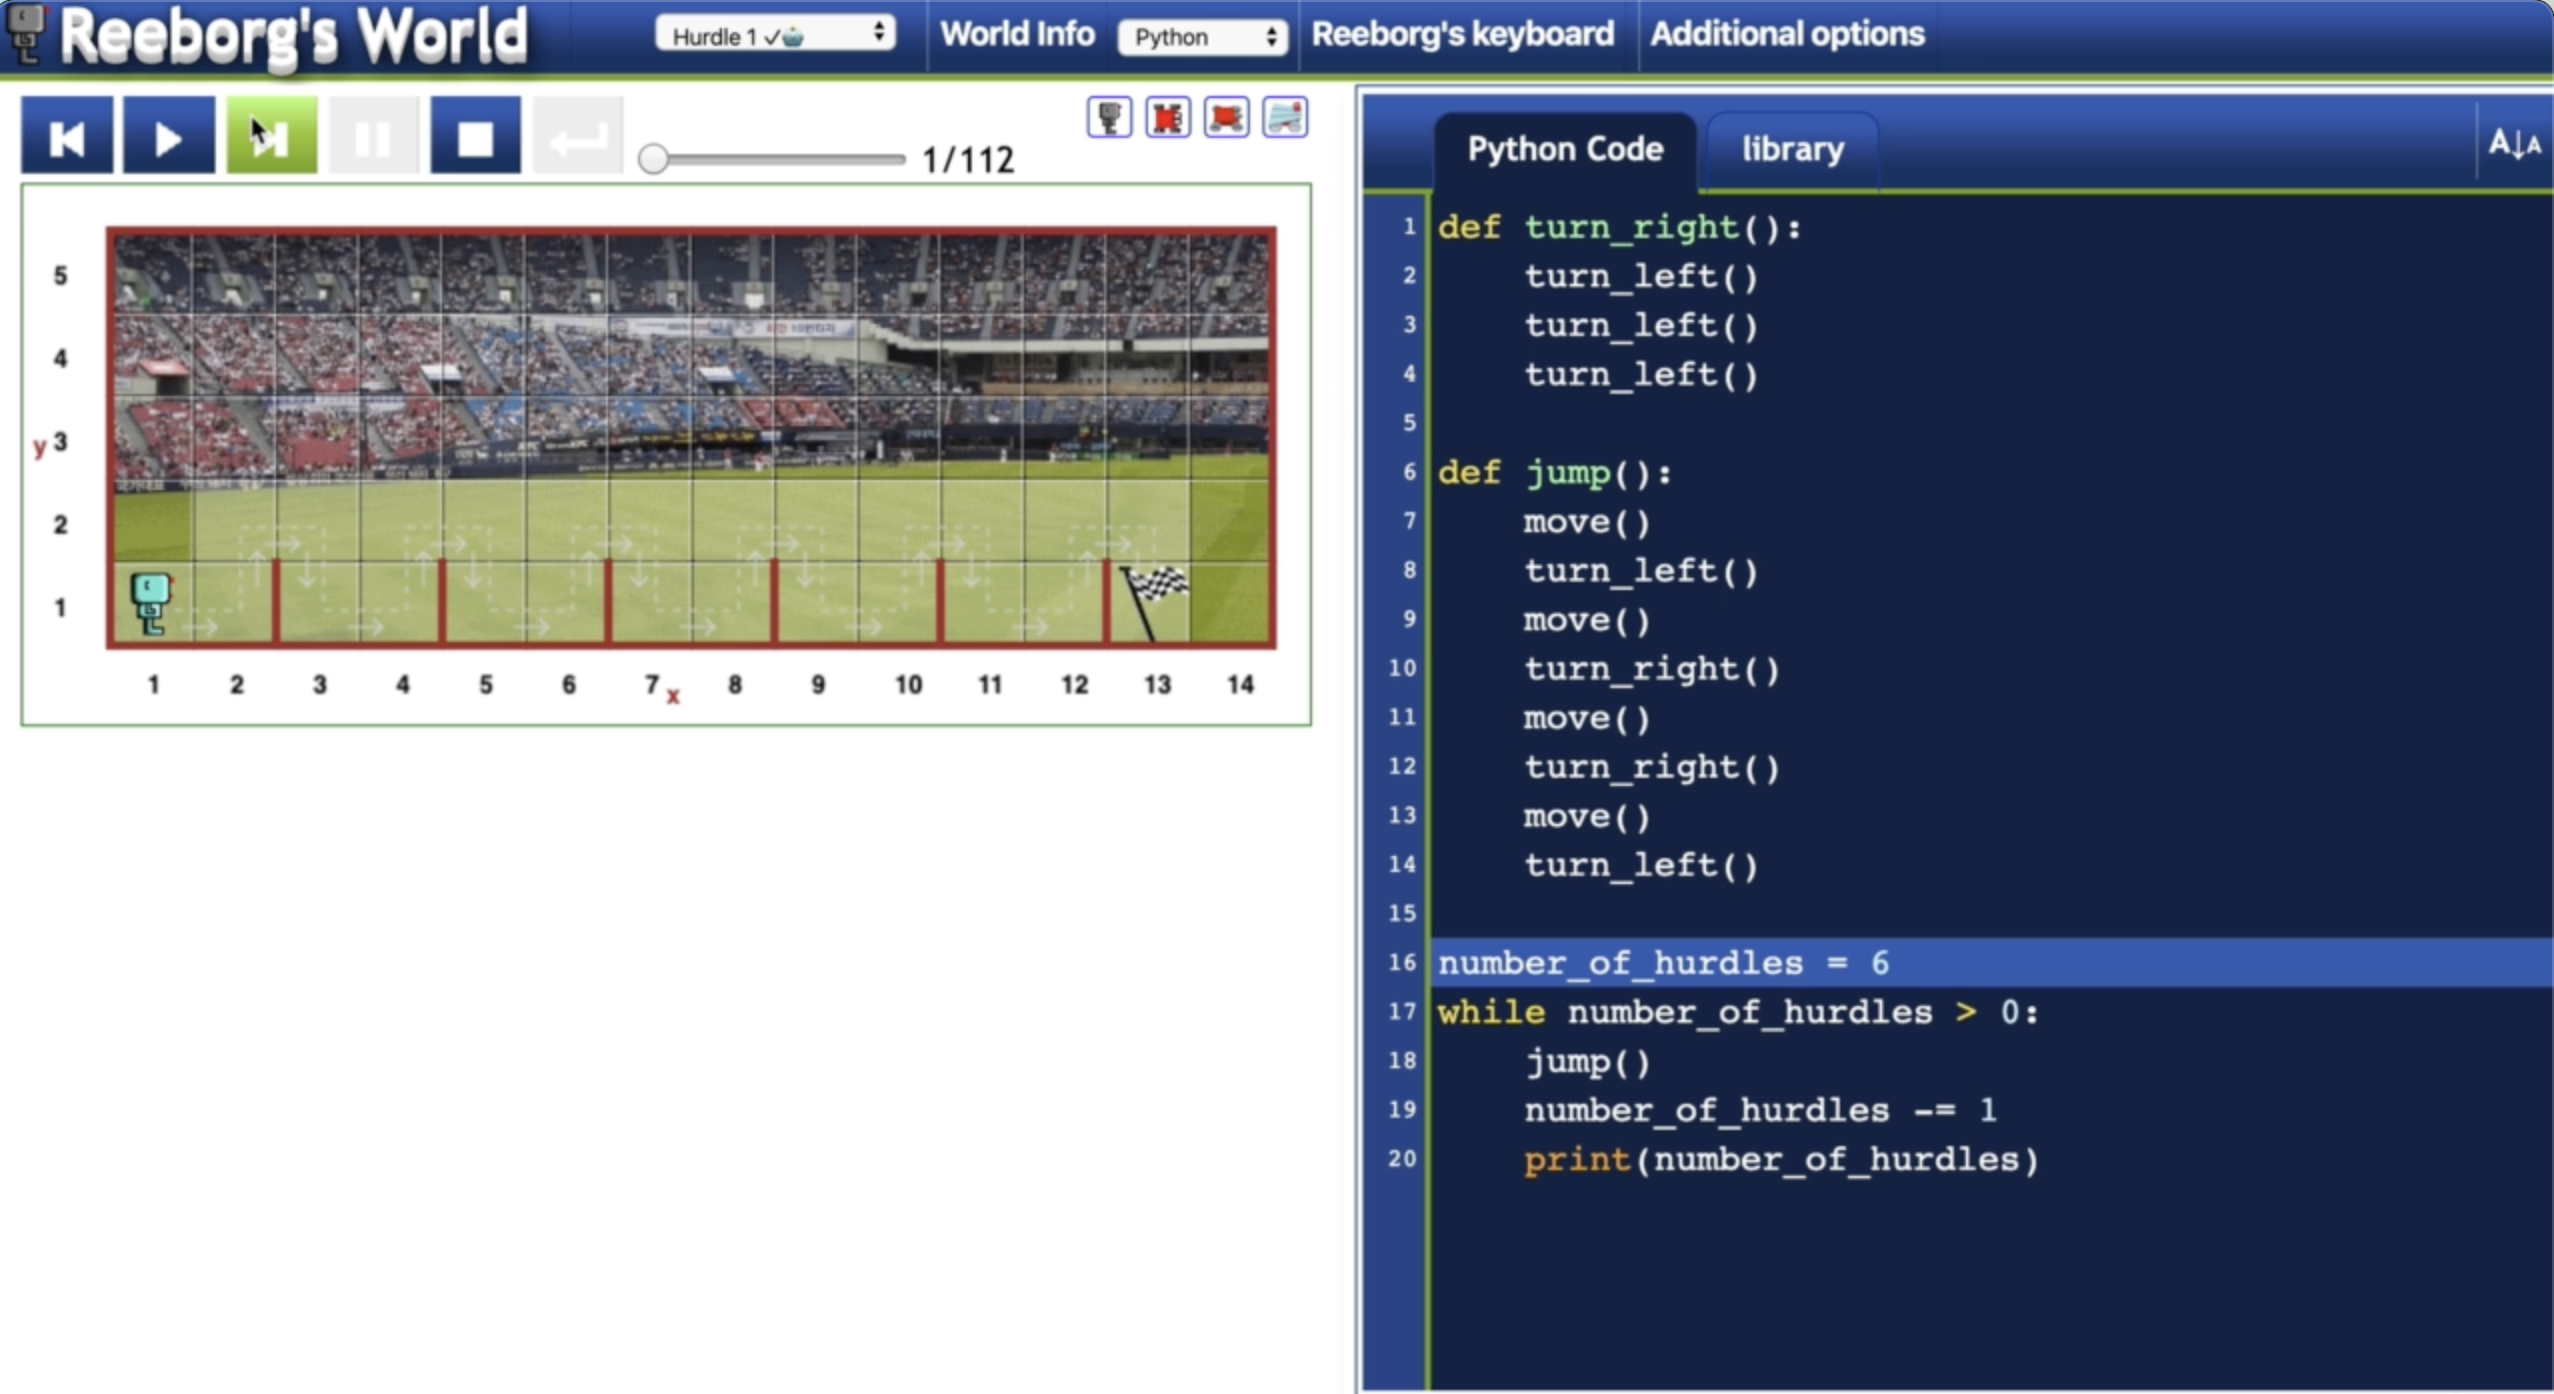 Reeborg's World
Hurdle 1 ✓
World Info
Python
Reeborg's keyboard
Additional options
1/112
5
4
y 3
2
1
1 2 3 4 5 6 7 x 8 9 10 11 12 13 14
Python Code
library
A↓A
1 def turn_right():
2     turn_left()
3     turn_left()
4     turn_left()
5
6 def jump():
7     move()
8     turn_left()
9     move()
10     turn_right()
11     move()
12     turn_right()
13     move()
14     turn_left()
15
16 number_of_hurdles = 6
17 while number_of_hurdles > 0:
18     jump()
19     number_of_hurdles -= 1
20     print(number_of_hurdles)